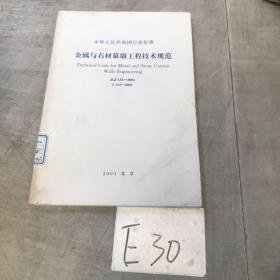 中华人民共和国行业标准
金属与石材幕墙工程技术规范
Technical Code for Metal and Stone Curtain
Walls Engineering
JGJ 133—2001
J 113—2001
2001 北京
E30